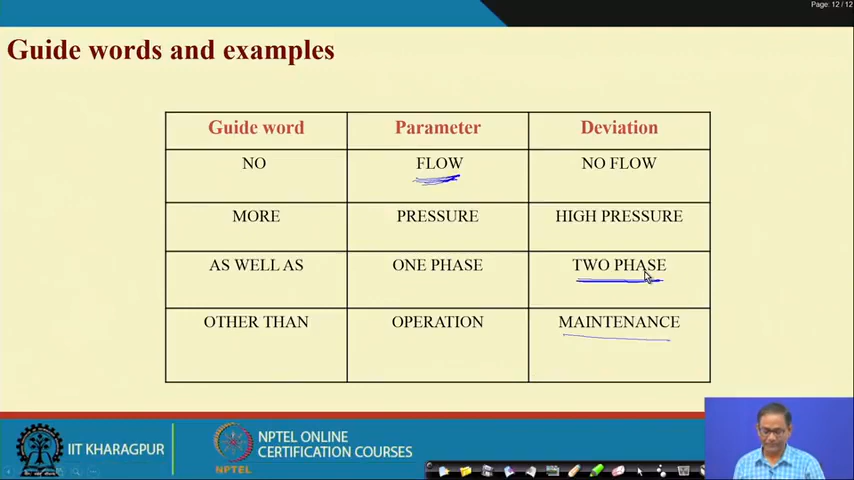 Page: 12 / 12
Guide words and examples
Guide word Parameter Deviation
NO FLOW NO FLOW
MORE PRESSURE HIGH PRESSURE
AS WELL AS ONE PHASE TWO PHASE
OTHER THAN OPERATION MAINTENANCE
IIT KHARAGPUR
NPTEL
NPTEL ONLINE
CERTIFICATION COURSES